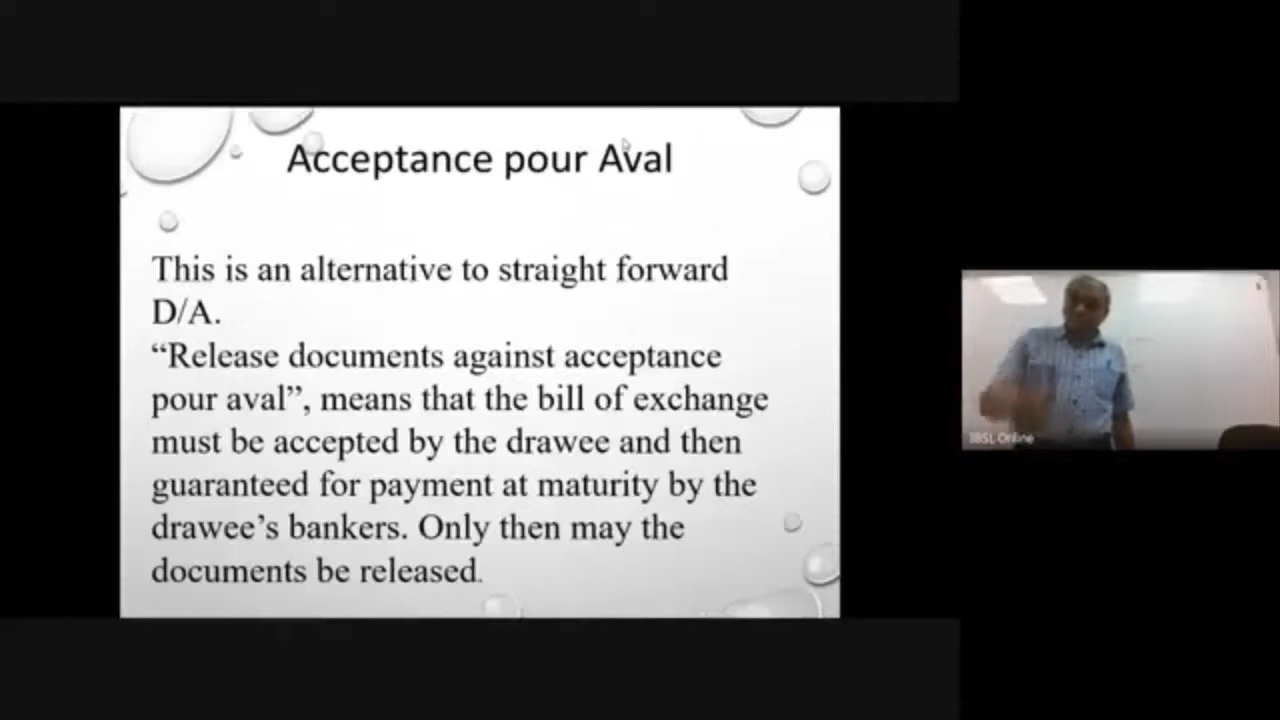 Acceptance pour Aval
This is an alternative to straight forward
D/A.
“Release documents against acceptance
pour aval”, means that the bill of exchange
must be accepted by the drawee and then
guaranteed for payment at maturity by the
drawee’s bankers. Only then may the
documents be released.
IBSL Online